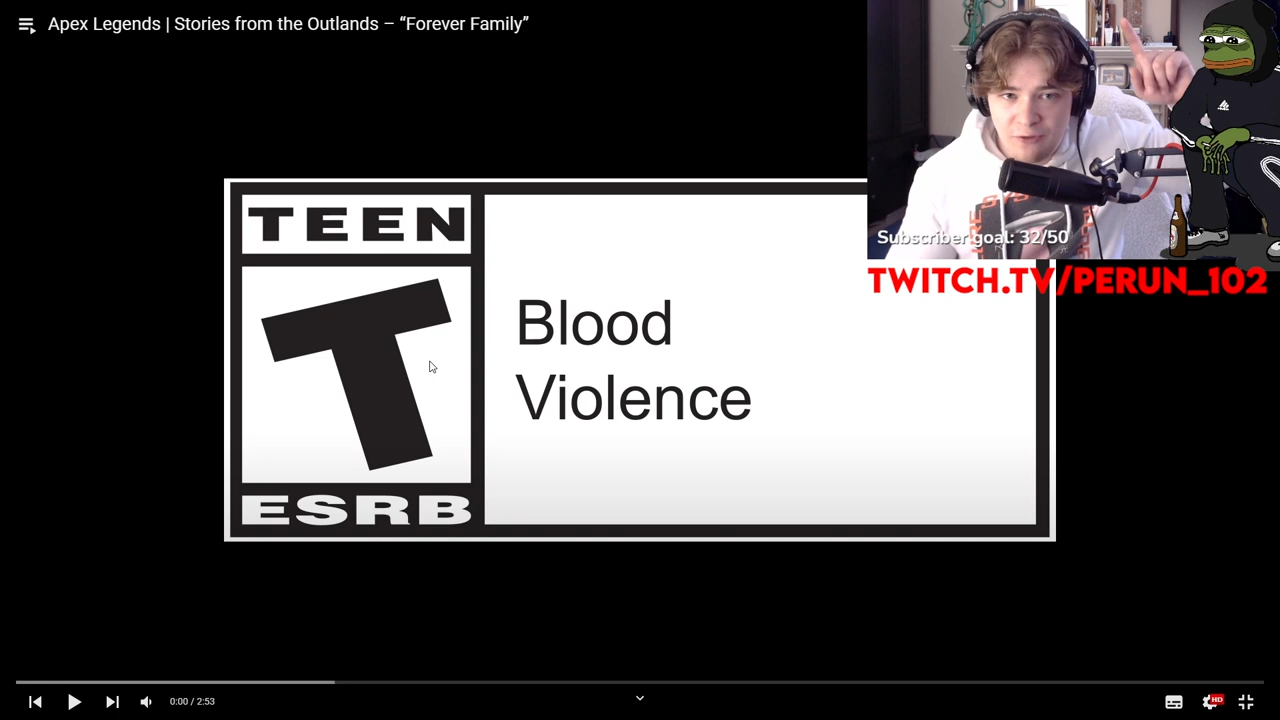 Apex Legends | Stories from the Outlands – “Forever Family”
Subscriber goal: 32/50
TWITCH.TV/PERUN_102
TEEN
T
ESRB
Blood
Violence
0:00 / 2:53
HD